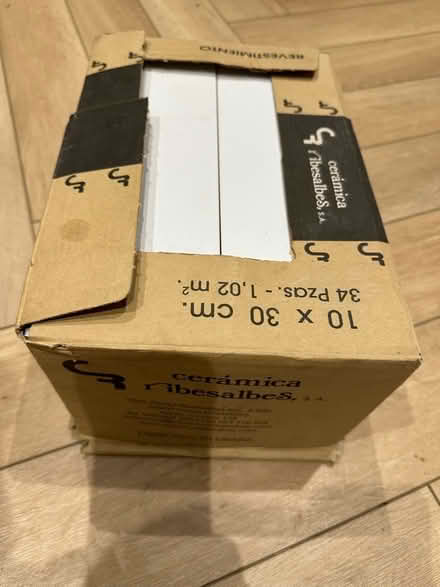 REVESTIMIENTO
cerámica
ribesalbes, S.A.
10 x 30 cm.
34 Pzas. - 1,02 m².
cerámica
ribesalbes, S.A.